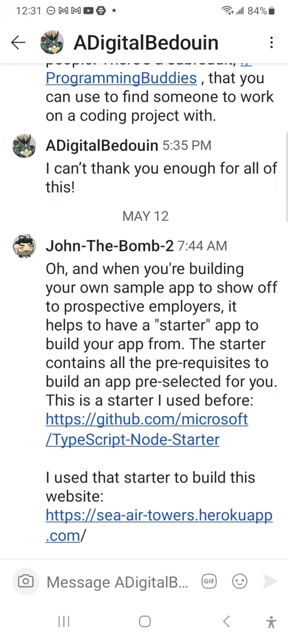 12:31
84%
ADigitalBedouin
ProgrammingBuddies , that you
can use to find someone to work
on a coding project with.
ADigitalBedouin 5:35 PM
I can't thank you enough for all of
this!
MAY 12
John-The-Bomb-2 7:44 AM
Oh, and when you're building
your own sample app to show off
to prospective employers, it
helps to have a "starter" app to
build your app from. The starter
contains all the pre-requisites to
build an app pre-selected for you.
This is a starter I used before:
https://github.com/microsoft
/TypeScript-Node-Starter
I used that starter to build this
website:
https://sea-air-towers.herokuapp
.com/
Message ADigitalB...
GIF